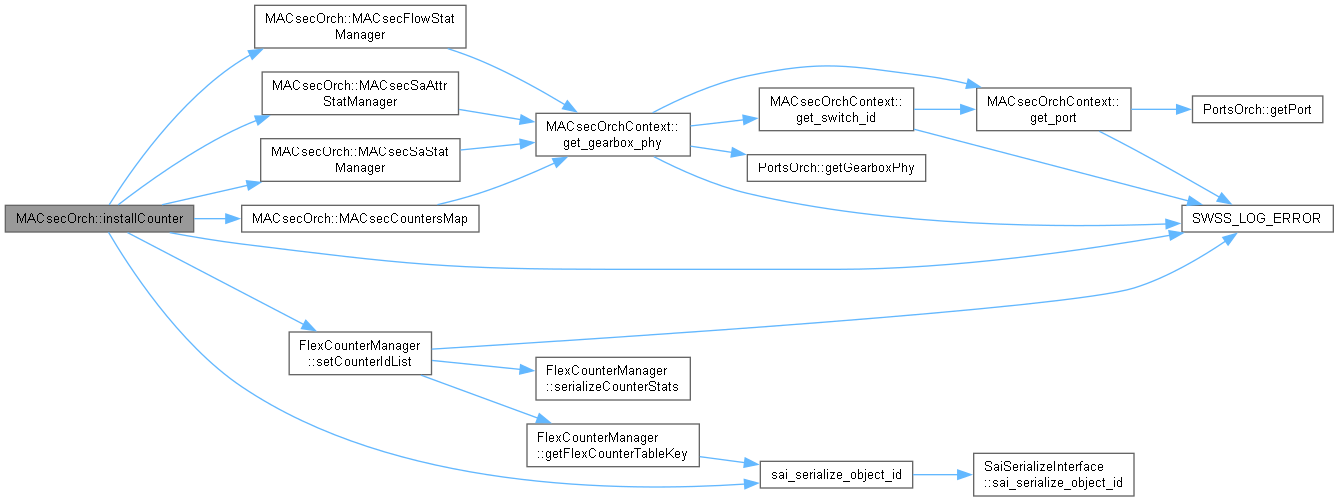 MACsecOrch::installCounter
MACsecOrch::MACsecFlowStat
Manager
MACsecOrch::MACsecSaAttr
StatManager
MACsecOrch::MACsecSaStat
Manager
MACsecOrch::MACsecCountersMap
FlexCounterManager
::setCounterIdList
MACsecOrchContext::
get_gearbox_phy
FlexCounterManager
::serializeCounterStats
FlexCounterManager
::getFlexCounterTableKey
MACsecOrchContext::
get_switch_id
PortsOrch::getGearboxPhy
sai_serialize_object_id
MACsecOrchContext::
get_port
SaiSerializeInterface
::sai_serialize_object_id
PortsOrch::getPort
SWSS_LOG_ERROR